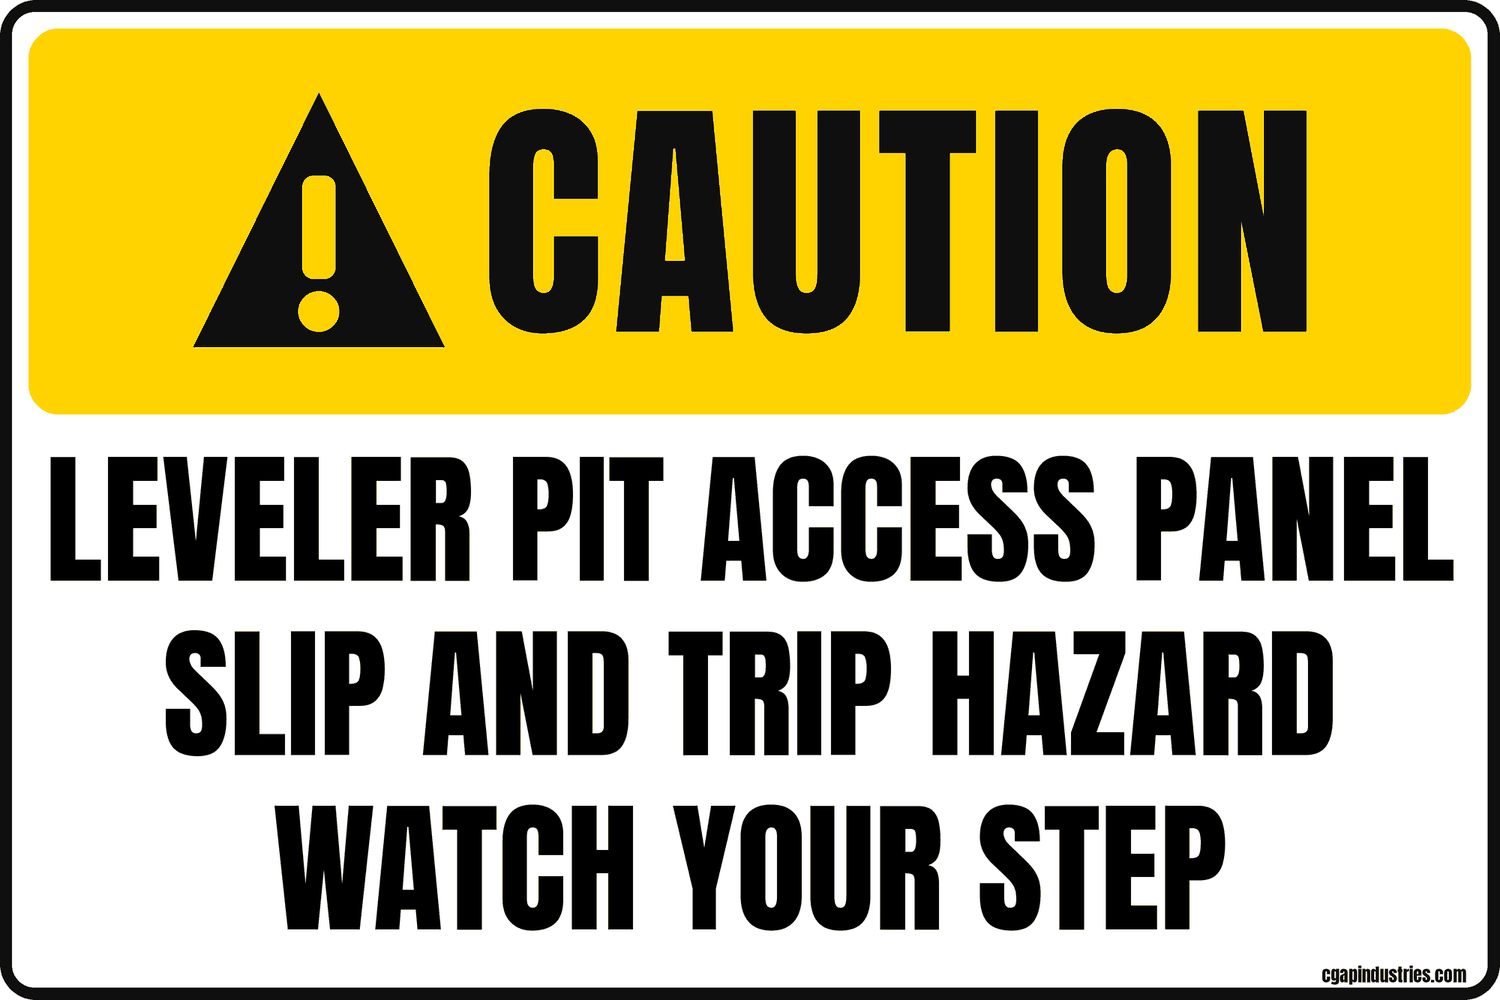 CAUTION
LEVELER PIT ACCESS PANEL
SLIP AND TRIP HAZARD
WATCH YOUR STEP
cgapindustries.com